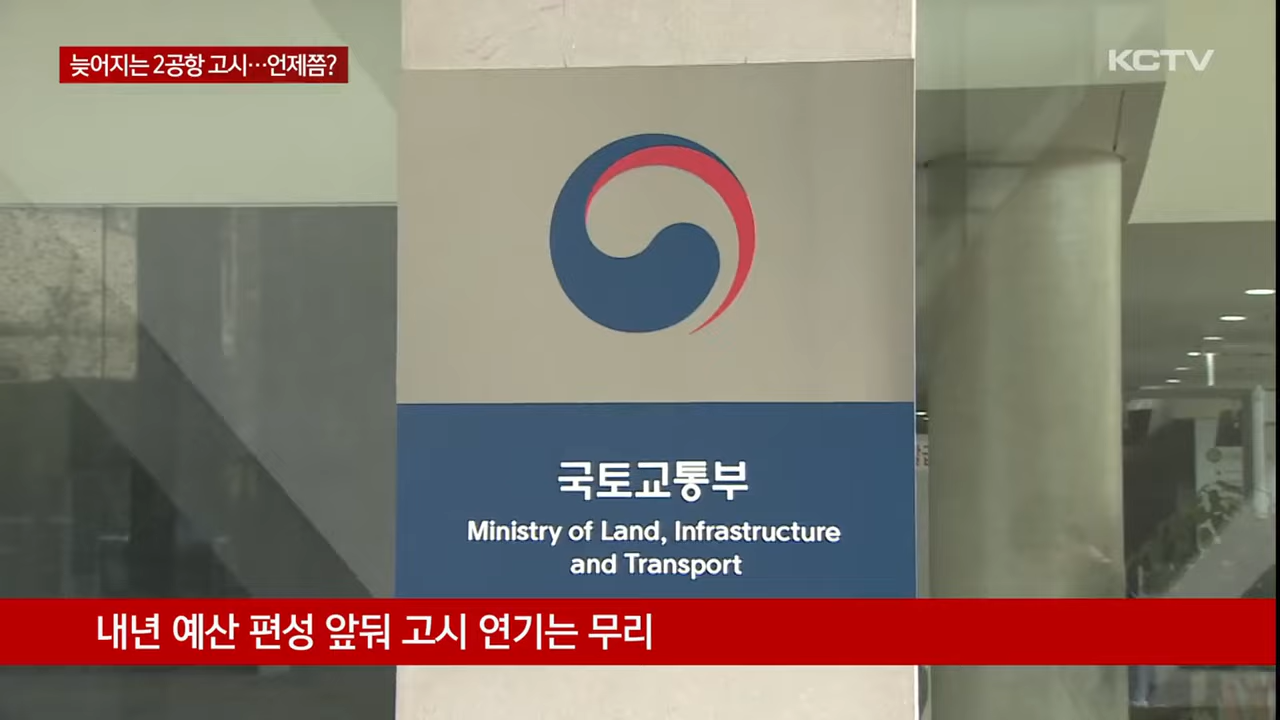 늦어지는 2공항 고시…언제쯤?
KCTV
국토교통부
Ministry of Land, Infrastructure
and Transport
내년 예산 편성 앞둬 고시 연기는 무리